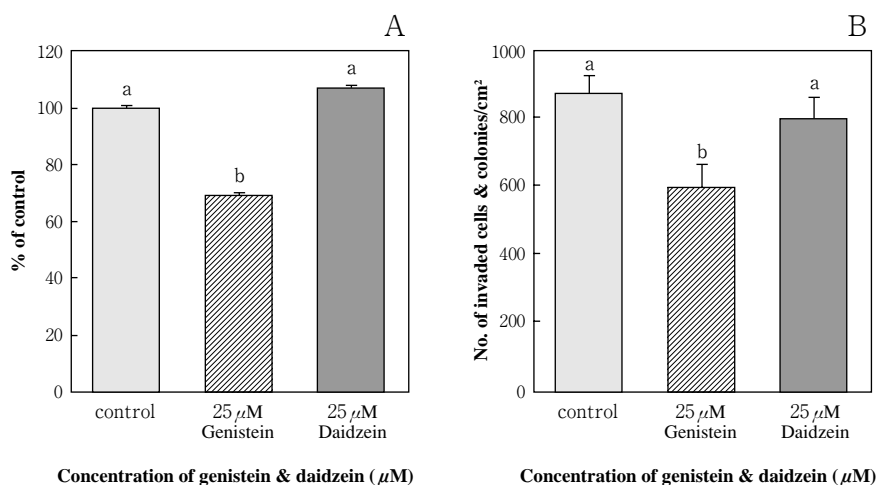 A
120
100
80
60
40
20
0
% of control
a
b
a
control
25 μM
Genistein
25 μM
Daidzein
Concentration of genistein & daidzein (μM)
B
1000
800
600
400
200
0
No. of invaded cells & colonies/cm²
a
b
a
control
25 μM
Genistein
25 μM
Daidzein
Concentration of genistein & daidzein (μM)